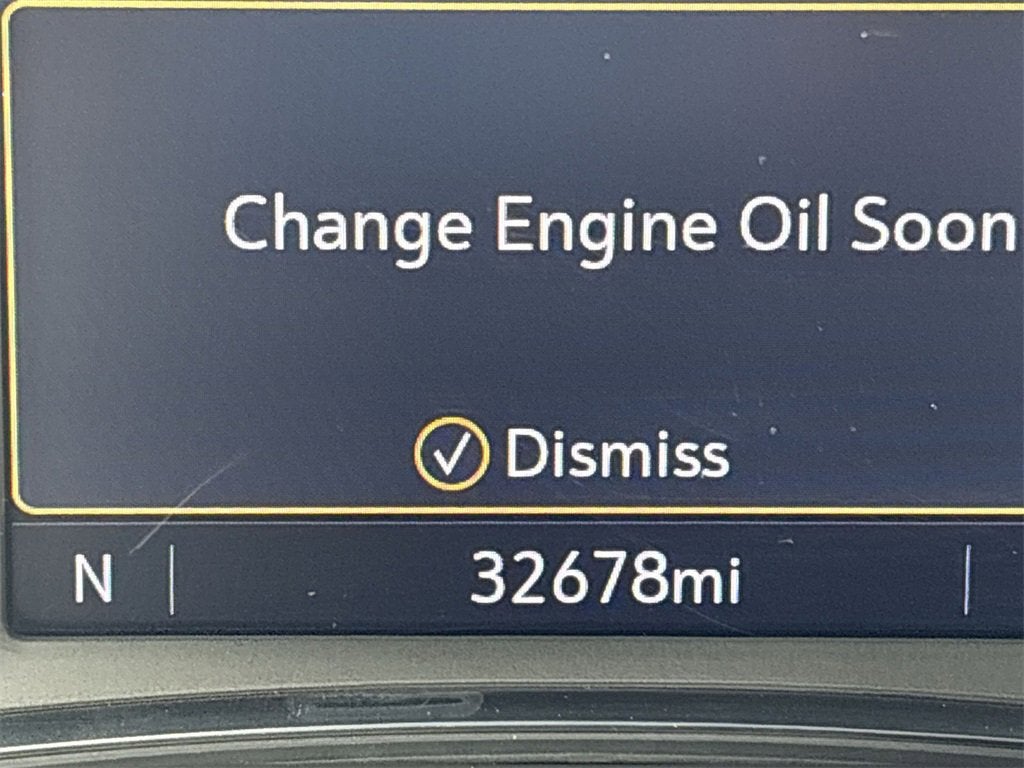 Change Engine Oil Soon
Dismiss
N 32678mi